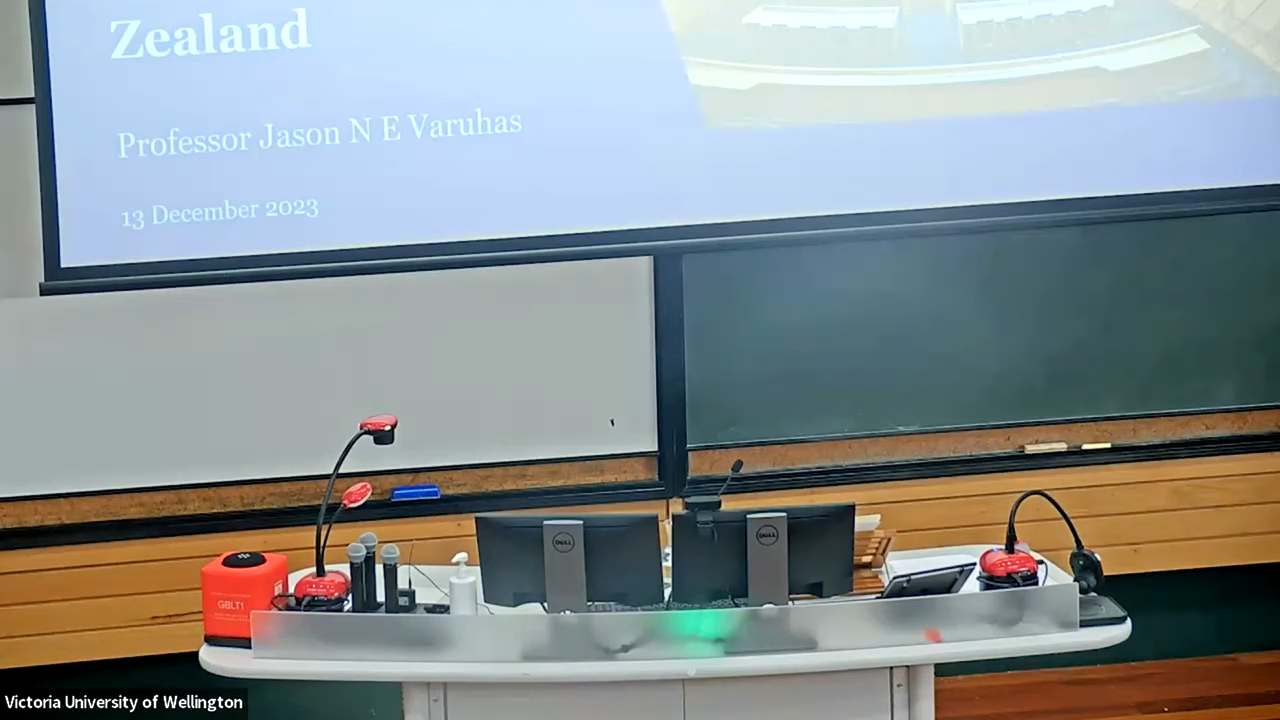 Zealand
Professor Jason N E Varuhas
13 December 2023
DELL
DELL
GBLT1
Victoria University of Wellington